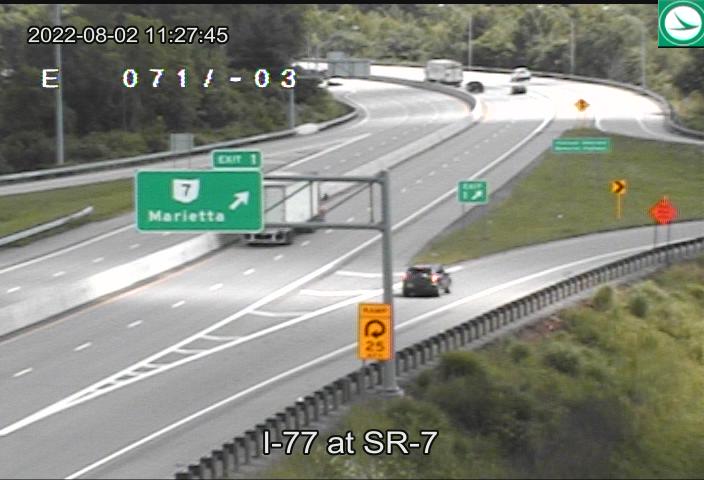 2022-08-02 11:27:45
E 071/-03
EXIT 1
7
Marietta
EXIT
1
RAMP
25
I-77 at SR-7